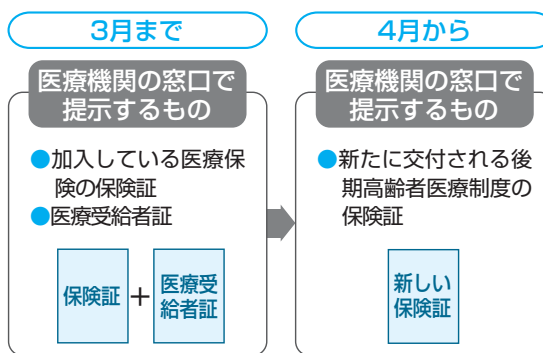 3月まで
医療機関の窓口で
提示するもの
●加入している医療保
険の保険証
●医療受給者証
保険証
+
医療受
給者証
4月から
医療機関の窓口で
提示するもの
●新たに交付される後
期高齢者医療制度の
保険証
新しい
保険証